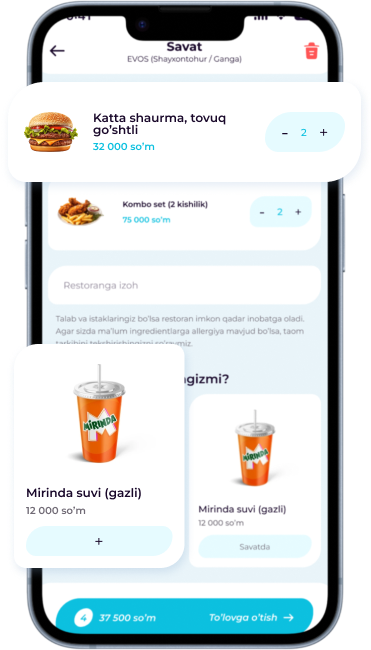 Savat
EVOS (Shayxontohur / Ganga)
Katta shaurma, tovuq
go'shtli
32 000 so'm
- 2 +
Kombo set (2 kishilik)
75 000 so'm
- 2 +
Restoranga izoh
Talab va istaklaringiz bo'lsa restoran imkon qadar inobatga oladi.
Agar sizda ma'lum ingredientlarga allergiya mavjud bo'lsa, taom
ngizmi?
MIRINDA
Mirinda suvi (gazli)
12 000 so'm
+
MIRINDA
Mirinda suvi (gazli)
12 000 so'm
Savatda
4 37 500 so'm To'lovga o'tish →